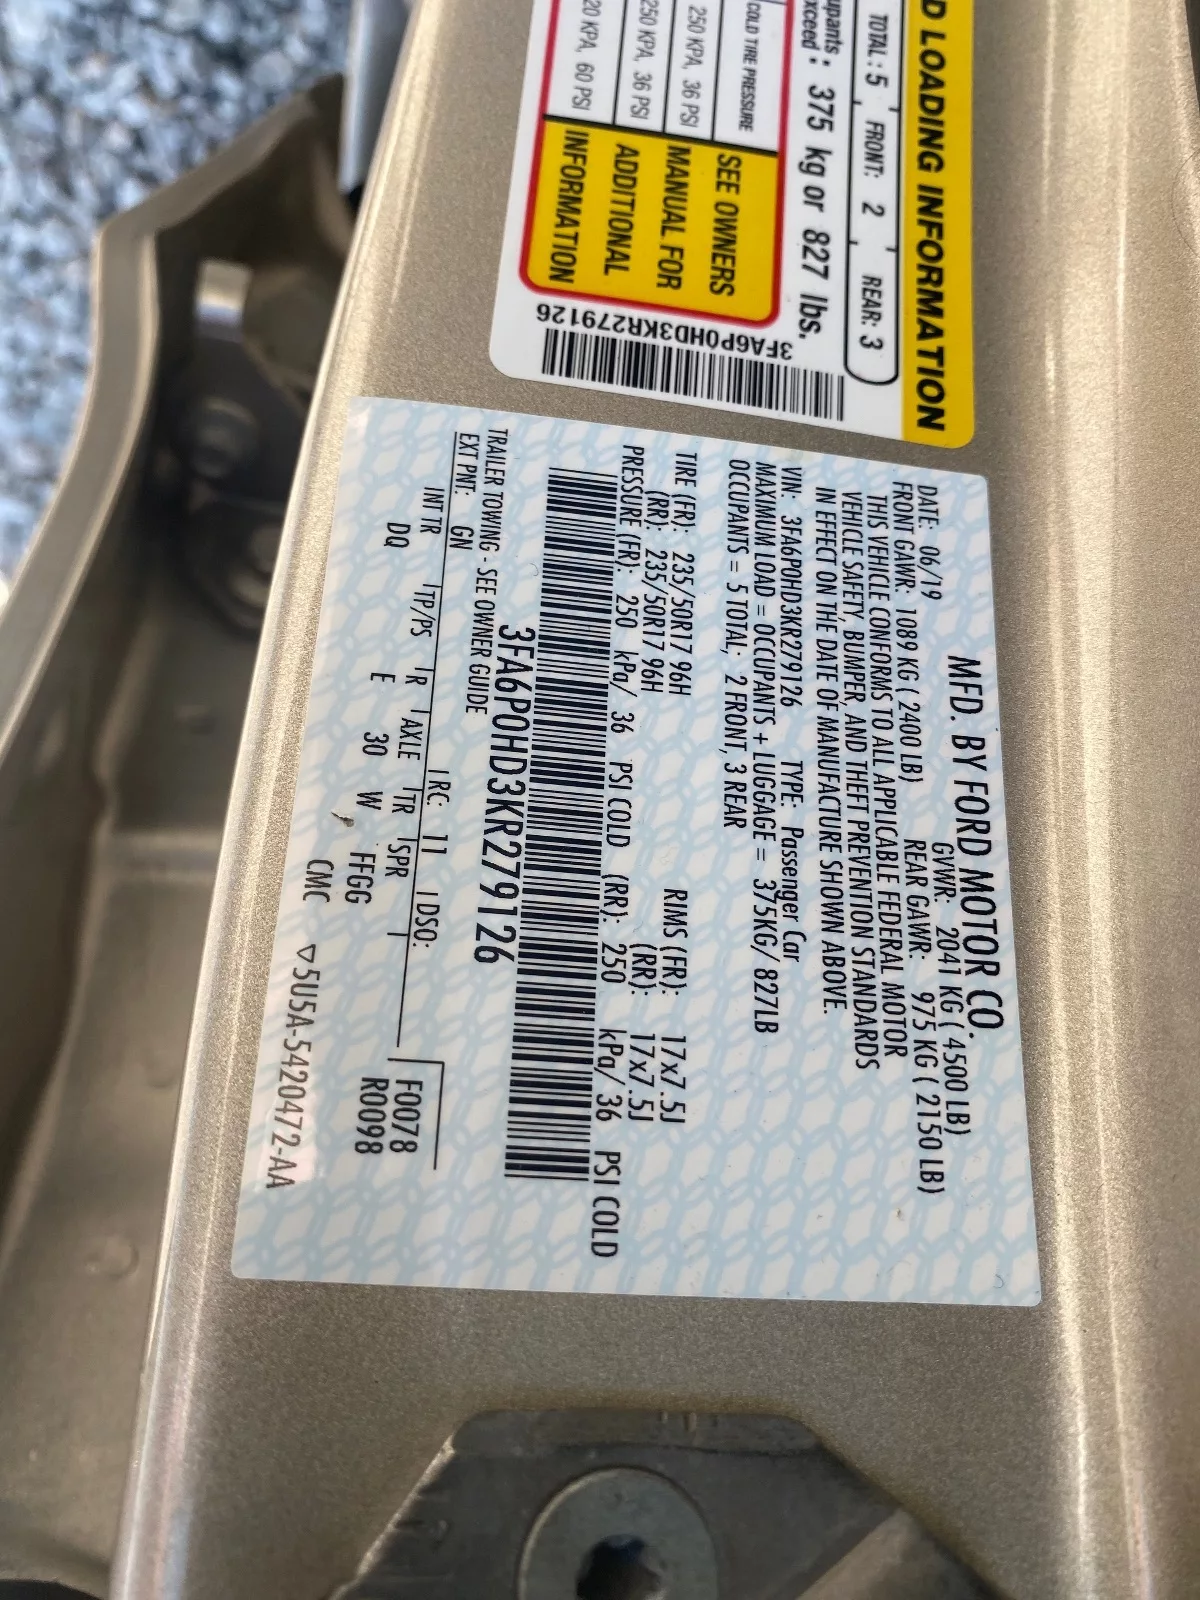 D LOADING INFORMATION
TOTAL: 5 FRONT: 2 REAR: 3
upants
xceed: 375 kg or 827 lbs.
COLD TIRE PRESSURE
250 KPA, 36 PSI
250 KPA, 36 PSI
20 KPA, 60 PSI
SEE OWNERS
MANUAL FOR
ADDITIONAL
INFORMATION
3FA6P0HD3KR279126
MFD. BY FORD MOTOR CO.
DATE: 06/19 GVWR: 2041 KG ( 4500 LB)
FRONT GAWR: 1089 KG ( 2400 LB) REAR GAWR: 975 KG ( 2150 LB)
THIS VEHICLE CONFORMS TO ALL APPLICABLE FEDERAL MOTOR
VEHICLE SAFETY, BUMPER, AND THEFT PREVENTION STANDARDS
IN EFFECT ON THE DATE OF MANUFACTURE SHOWN ABOVE.
VIN: 3FA6P0HD3KR279126 TYPE: Passenger Car
MAXIMUM LOAD = OCCUPANTS + LUGGAGE = 375KG/ 827LB
OCCUPANTS = 5 TOTAL; 2 FRONT, 3 REAR
TIRE (FR): 235/50R17 96H RIMS (FR): 17x7.5J
(RR): 235/50R17 96H (RR): 17x7.5J
PRESSURE (FR): 250 kPa/ 36 PSI COLD (RR): 250 kPa/ 36 PSI COLD
3FA6P0HD3KR279126
TRAILER TOWING - SEE OWNER GUIDE
EXT PNT: GN RC: 11 DSO:
INT TR TP/PS R AXLE TR SPR
DQ E 30 W FFGG
F0078
R0098
CMC ▽5U5A-5420472-AA